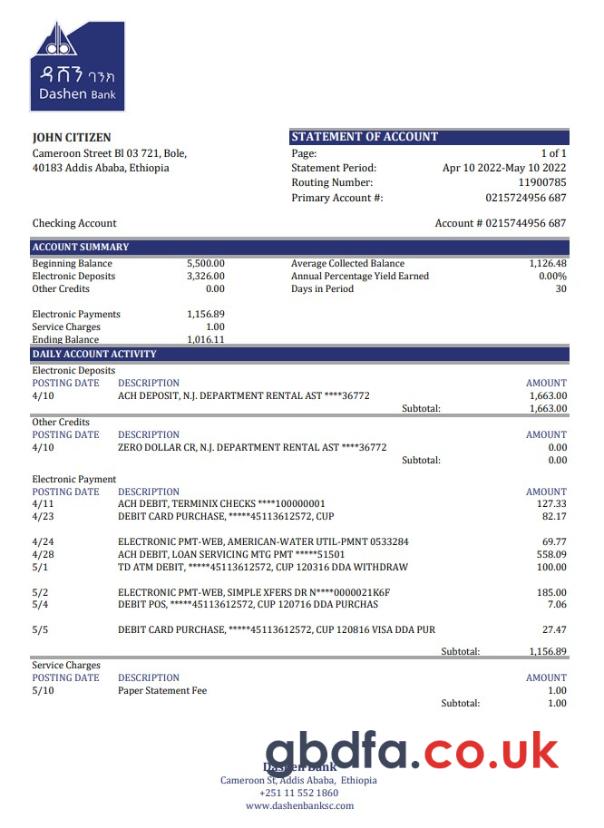 ዳሸን ባንክ
Dashen Bank
JOHN CITIZEN
Cameroon Street Bl 03 721, Bole,
40183 Addis Ababa, Ethiopia
STATEMENT OF ACCOUNT
Page: 1 of 1
Statement Period: Apr 10 2022-May 10 2022
Routing Number: 11900785
Primary Account #: 0215724956 687
Checking Account Account # 0215744956 687
ACCOUNT SUMMARY
Beginning Balance 5,500.00 Average Collected Balance 1,126.48
Electronic Deposits 3,326.00 Annual Percentage Yield Earned 0.00%
Other Credits 0.00 Days in Period 30
Electronic Payments 1,156.89
Service Charges 1.00
Ending Balance 1,016.11
DAILY ACCOUNT ACTIVITY
Electronic Deposits
POSTING DATE DESCRIPTION AMOUNT
4/10 ACH DEPOSIT, N.J. DEPARTMENT RENTAL AST ****36772 1,663.00
Subtotal: 1,663.00
Other Credits
POSTING DATE DESCRIPTION AMOUNT
4/10 ZERO DOLLAR CR, N.J. DEPARTMENT RENTAL AST ****36772 0.00
Subtotal: 0.00
Electronic Payment
POSTING DATE DESCRIPTION AMOUNT
4/11 ACH DEBIT, TERMINIX CHECKS ****100000001 127.33
4/23 DEBIT CARD PURCHASE, *****45113612572, CUP 82.17
4/24 ELECTRONIC PMT-WEB, AMERICAN-WATER UTIL-PMNT 0533284 69.77
4/28 ACH DEBIT, LOAN SERVICING MTG PMT *****51501 558.09
5/1 TD ATM DEBIT, *****45113612572, CUP 120316 DDA WITHDRAW 100.00
5/2 ELECTRONIC PMT-WEB, SIMPLE XFERS DR N****0000021K6F 185.00
5/4 DEBIT POS, *****45113612572, CUP 120716 DDA PURCHAS 7.06
5/5 DEBIT CARD PURCHASE, *****45113612572, CUP 120816 VISA DDA PUR 27.47
Subtotal: 1,156.89
Service Charges
POSTING DATE DESCRIPTION AMOUNT
5/10 Paper Statement Fee 1.00
Subtotal: 1.00
gbdfa.co.uk
Dashen Bank
Cameroon St, Addis Ababa, Ethiopia
+251 11 552 1860
www.dashenbanksc.com